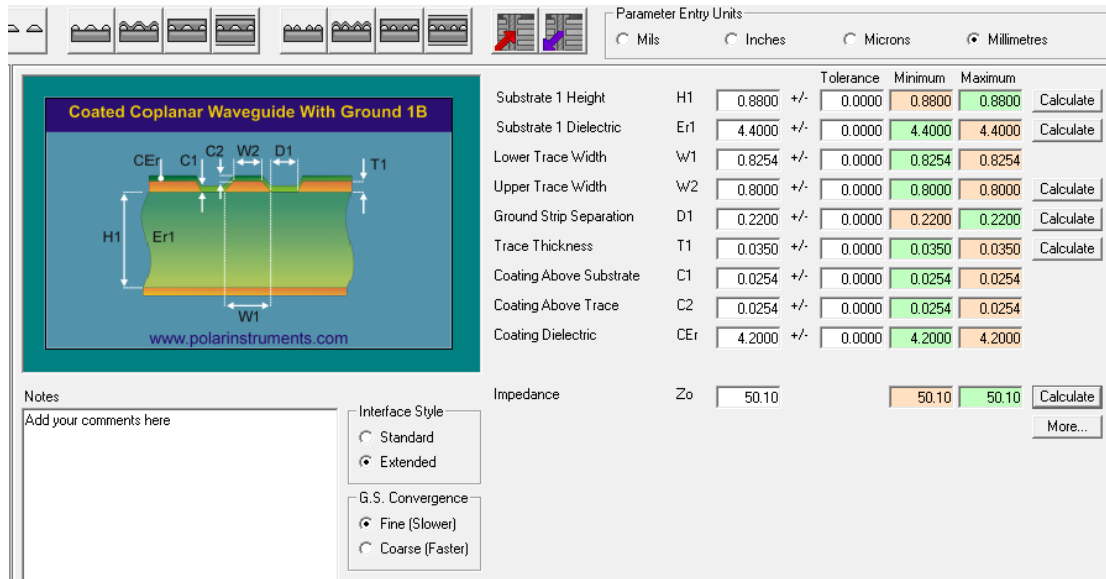 Parameter Entry Units
Mils Inches Microns Millimetres
Coated Coplanar Waveguide With Ground 1B
CEr C1 C2 W2 D1 T1
H1 Er1
W1
www.polarinstruments.com
Tolerance Minimum Maximum
Substrate 1 Height H1 0.8800 +/- 0.0000 0.8800 0.8800 Calculate
Substrate 1 Dielectric Er1 4.4000 +/- 0.0000 4.4000 4.4000 Calculate
Lower Trace Width W1 0.8254 +/- 0.0000 0.8254 0.8254
Upper Trace Width W2 0.8000 +/- 0.0000 0.8000 0.8000 Calculate
Ground Strip Separation D1 0.2200 +/- 0.0000 0.2200 0.2200 Calculate
Trace Thickness T1 0.0350 +/- 0.0000 0.0350 0.0350 Calculate
Coating Above Substrate C1 0.0254 +/- 0.0000 0.0254 0.0254
Coating Above Trace C2 0.0254 +/- 0.0000 0.0254 0.0254
Coating Dielectric CEr 4.2000 +/- 0.0000 4.2000 4.2000
Impedance Zo 50.10 50.10 50.10 Calculate
More...
Notes
Add your comments here
Interface Style
Standard
Extended
G.S. Convergence
Fine (Slower)
Coarse (Faster)